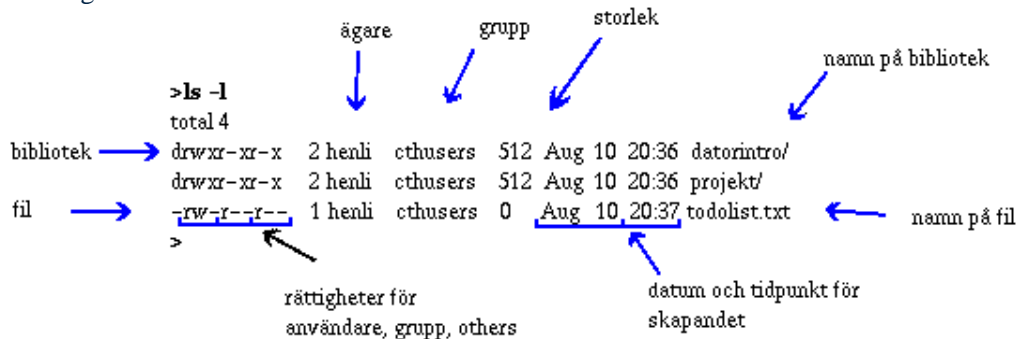 ägare
grupp
storlek
namn på bibliotek
>ls -l
total 4
bibliotek drwxr-xr-x 2 henli cthusers 512 Aug 10 20:36 datorintro/
drwxr-xr-x 2 henli cthusers 512 Aug 10 20:36 projekt/
fil -rw-r--r-- 1 henli cthusers 0 Aug 10 20:37 todolist.txt namn på fil
>
rättigheter för
användare, grupp, others
datum och tidpunkt för
skapandet